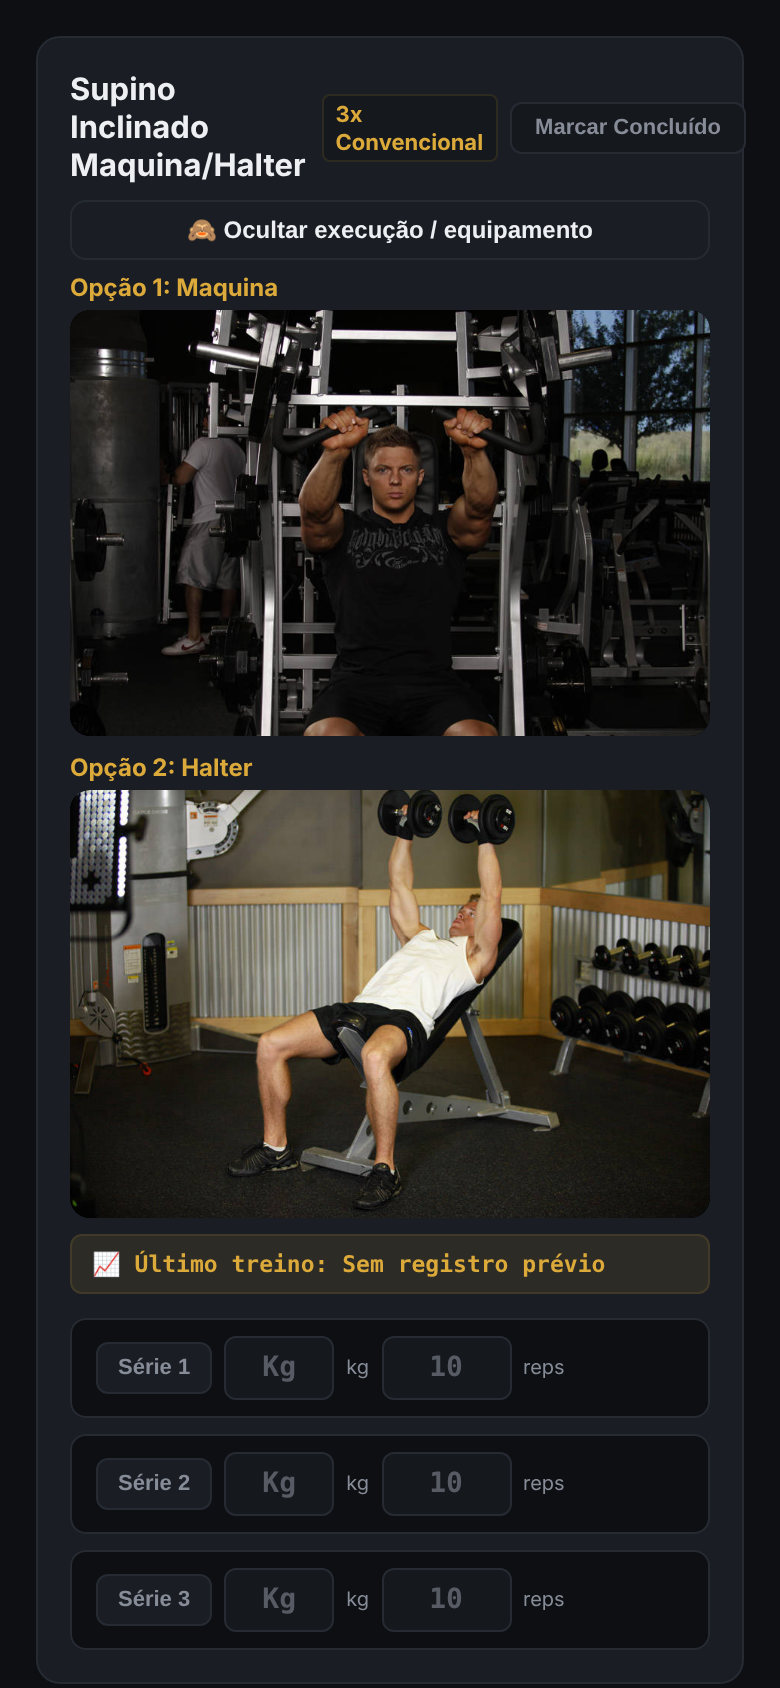 Supino
Inclinado
Maquina/Halter
3x
Convencional
Marcar Concluído
🙈 Ocultar execução / equipamento
Opção 1: Maquina
Opção 2: Halter
📈 Último treino: Sem registro prévio
Série 1 Kg kg 10 reps
Série 2 Kg kg 10 reps
Série 3 Kg kg 10 reps